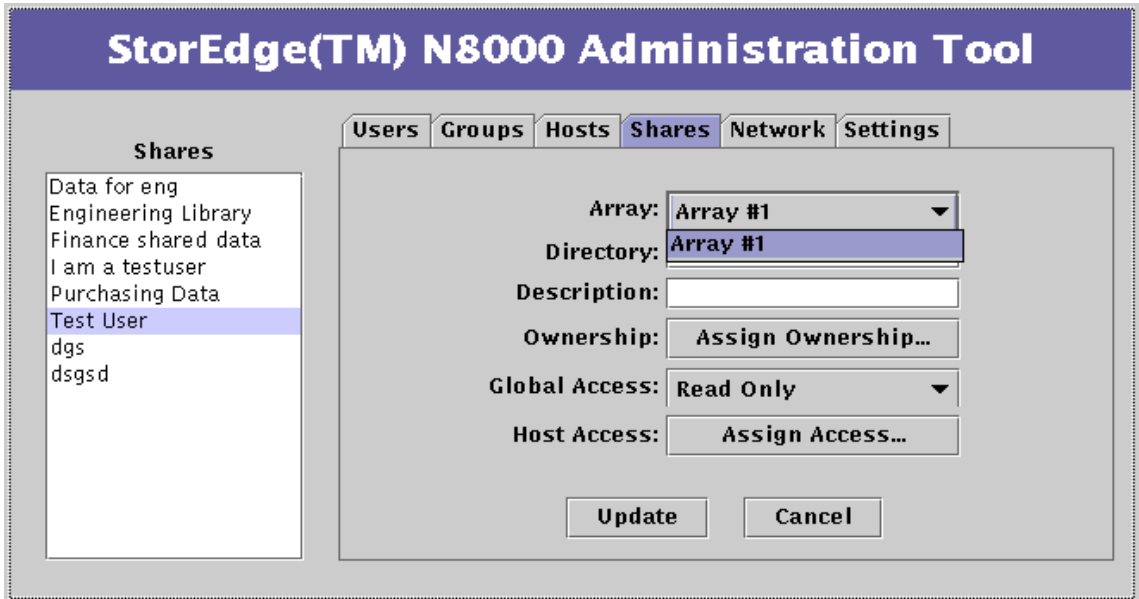 StorEdge(TM) N8000 Administration Tool
Users Groups Hosts Shares Network Settings
Shares
Data for eng
Engineering Library
Finance shared data
I am a testuser
Purchasing Data
Test User
dgs
dsgsd
Array: Array #1
Array #1
Directory:
Description:
Ownership: Assign Ownership...
Global Access: Read Only
Host Access: Assign Access...
Update Cancel